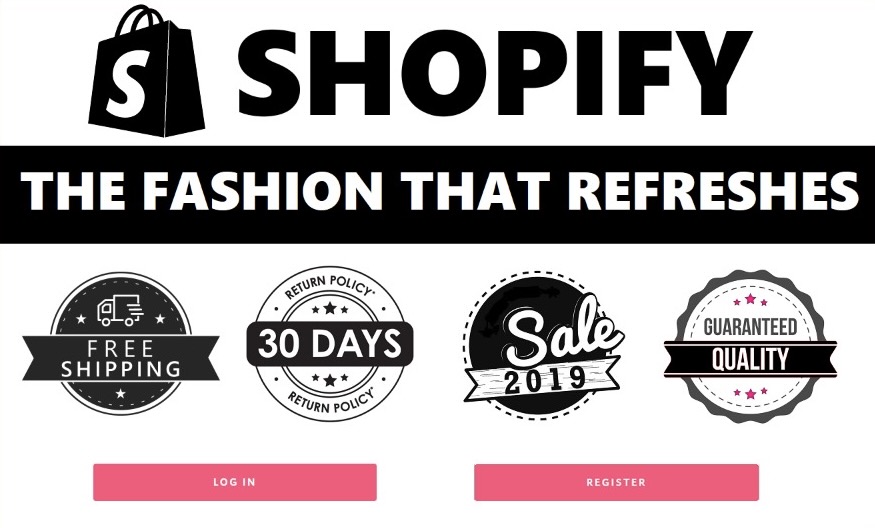 S
SHOPIFY
THE FASHION THAT REFRESHES
FREE
SHIPPING
RETURN POLICY*
30 DAYS
RETURN POLICY*
Sale
2019
GUARANTEED
QUALITY
LOG IN
REGISTER